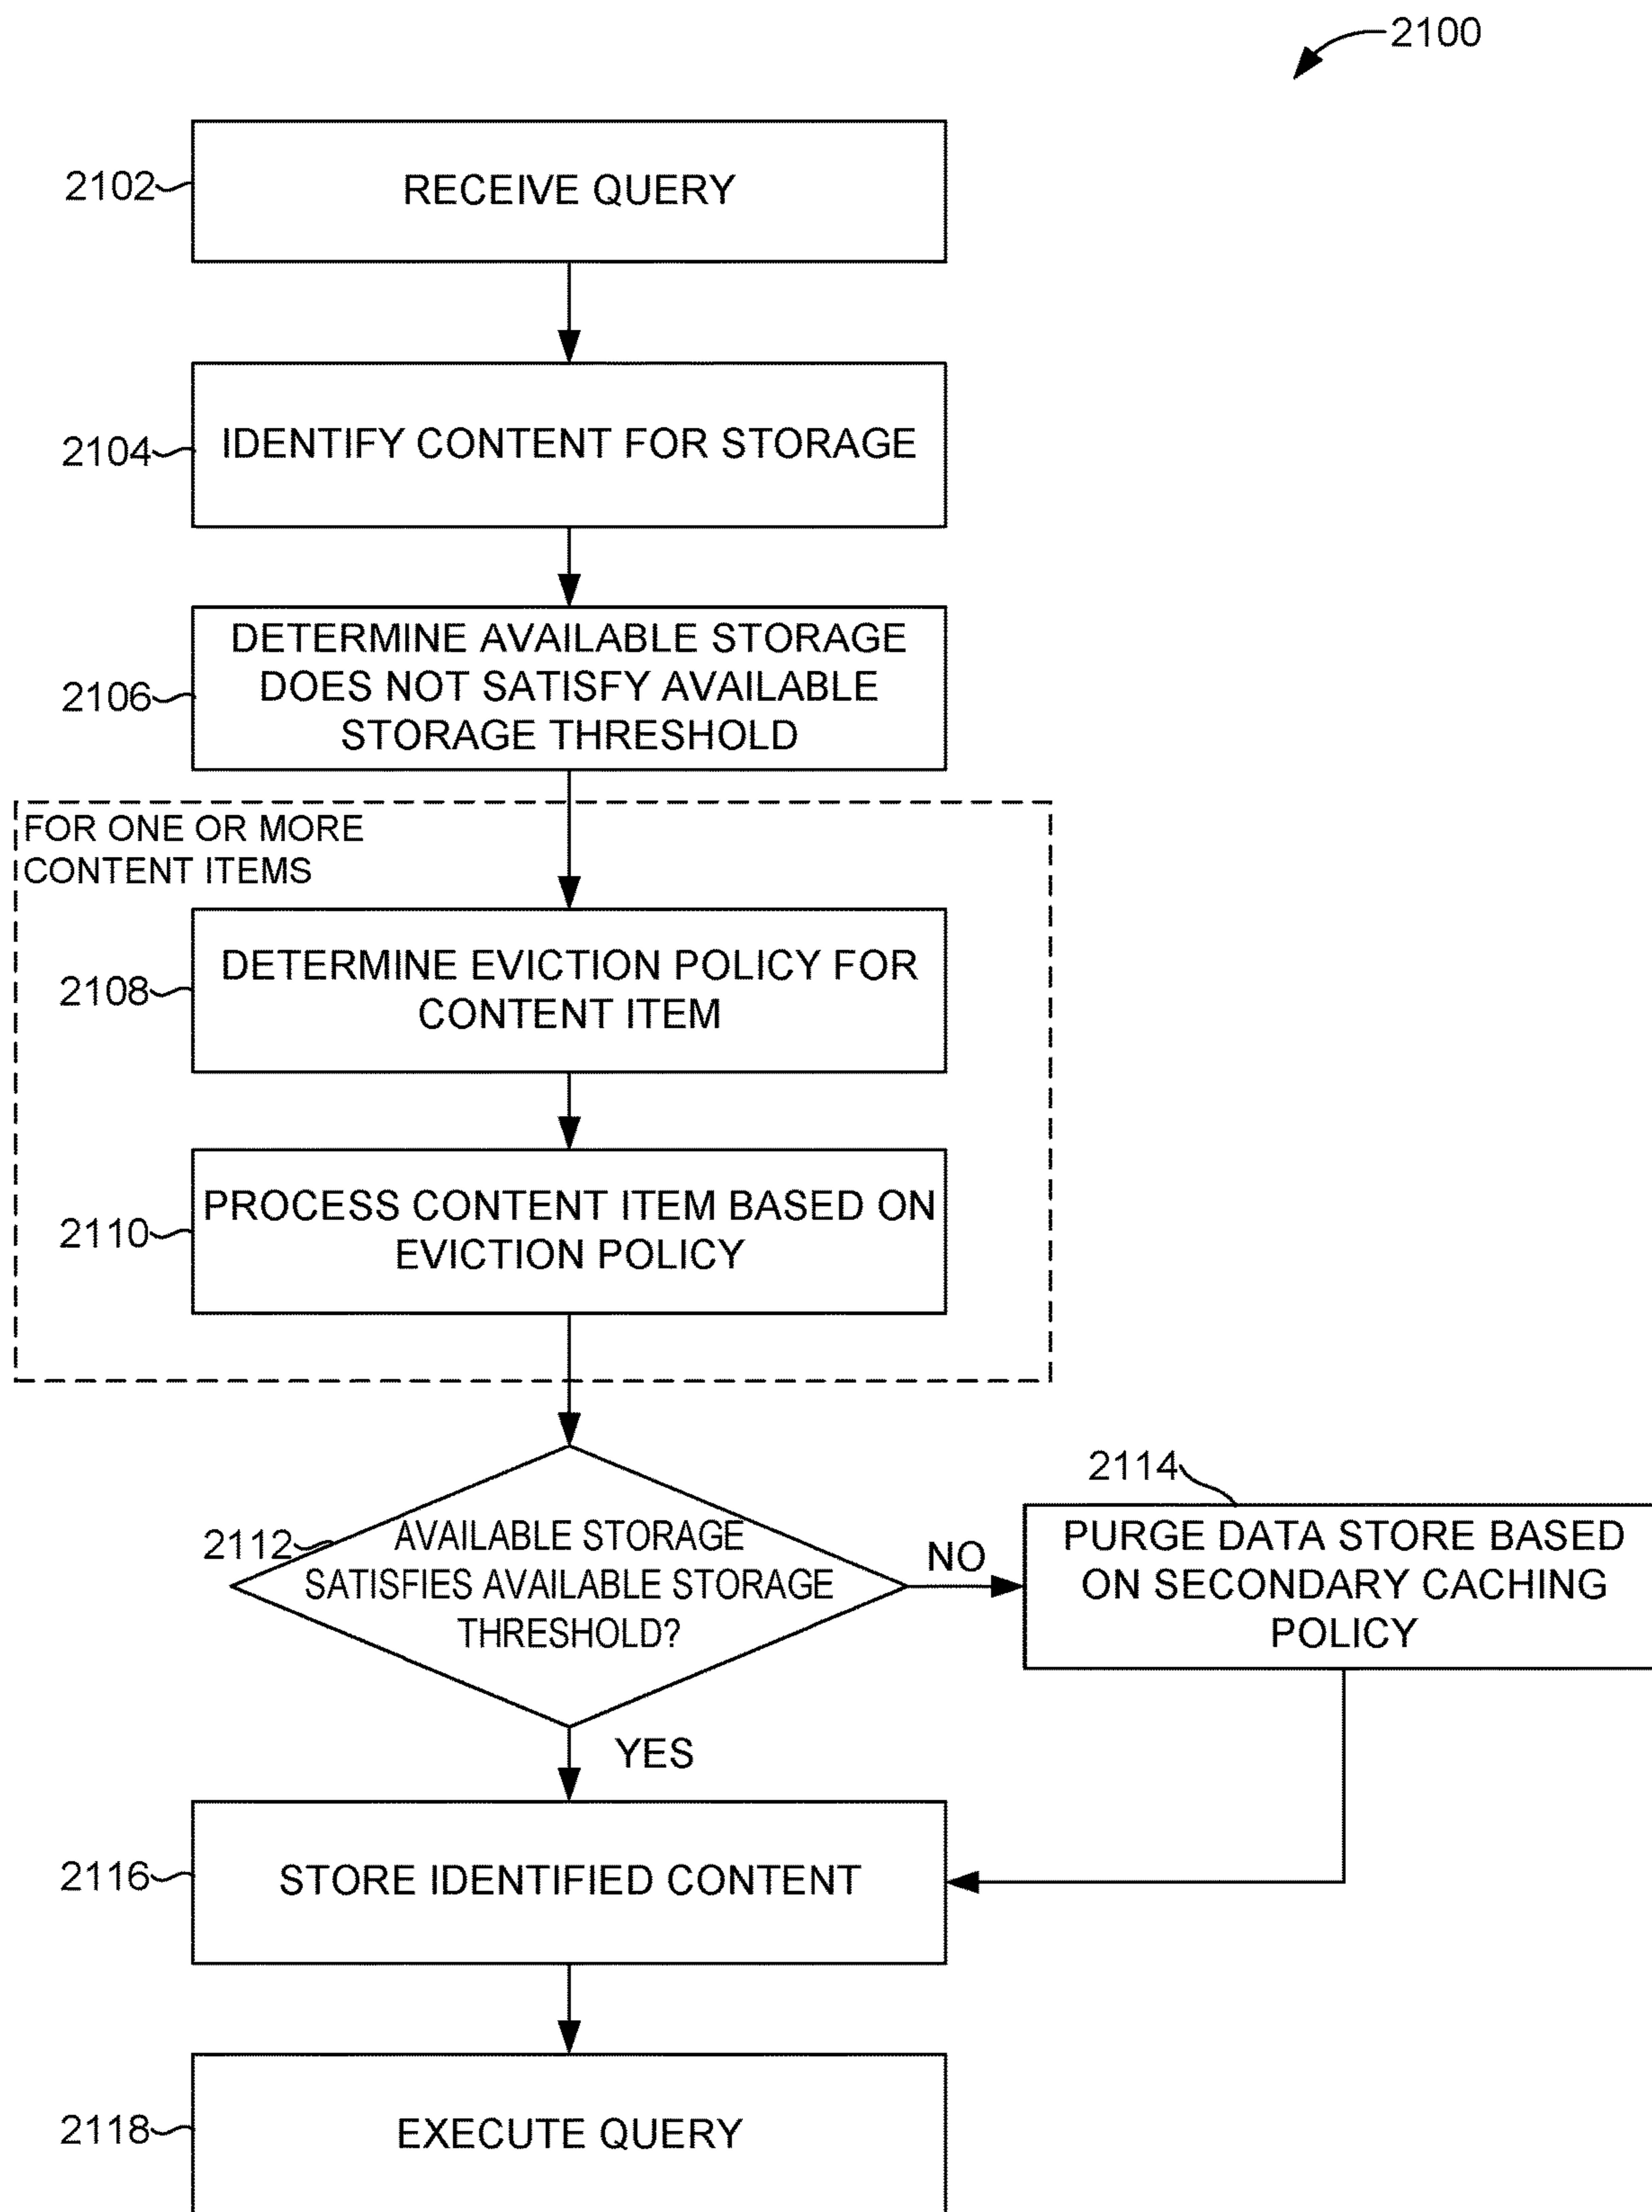 2100
2102
RECEIVE QUERY
2104
IDENTIFY CONTENT FOR STORAGE
2106
DETERMINE AVAILABLE STORAGE
DOES NOT SATISFY AVAILABLE
STORAGE THRESHOLD
FOR ONE OR MORE
CONTENT ITEMS
2108
DETERMINE EVICTION POLICY FOR
CONTENT ITEM
2110
PROCESS CONTENT ITEM BASED ON
EVICTION POLICY
2112
AVAILABLE STORAGE
SATISFIES AVAILABLE STORAGE
THRESHOLD?
NO
2114
PURGE DATA STORE BASED
ON SECONDARY CACHING
POLICY
YES
2116
STORE IDENTIFIED CONTENT
2118
EXECUTE QUERY